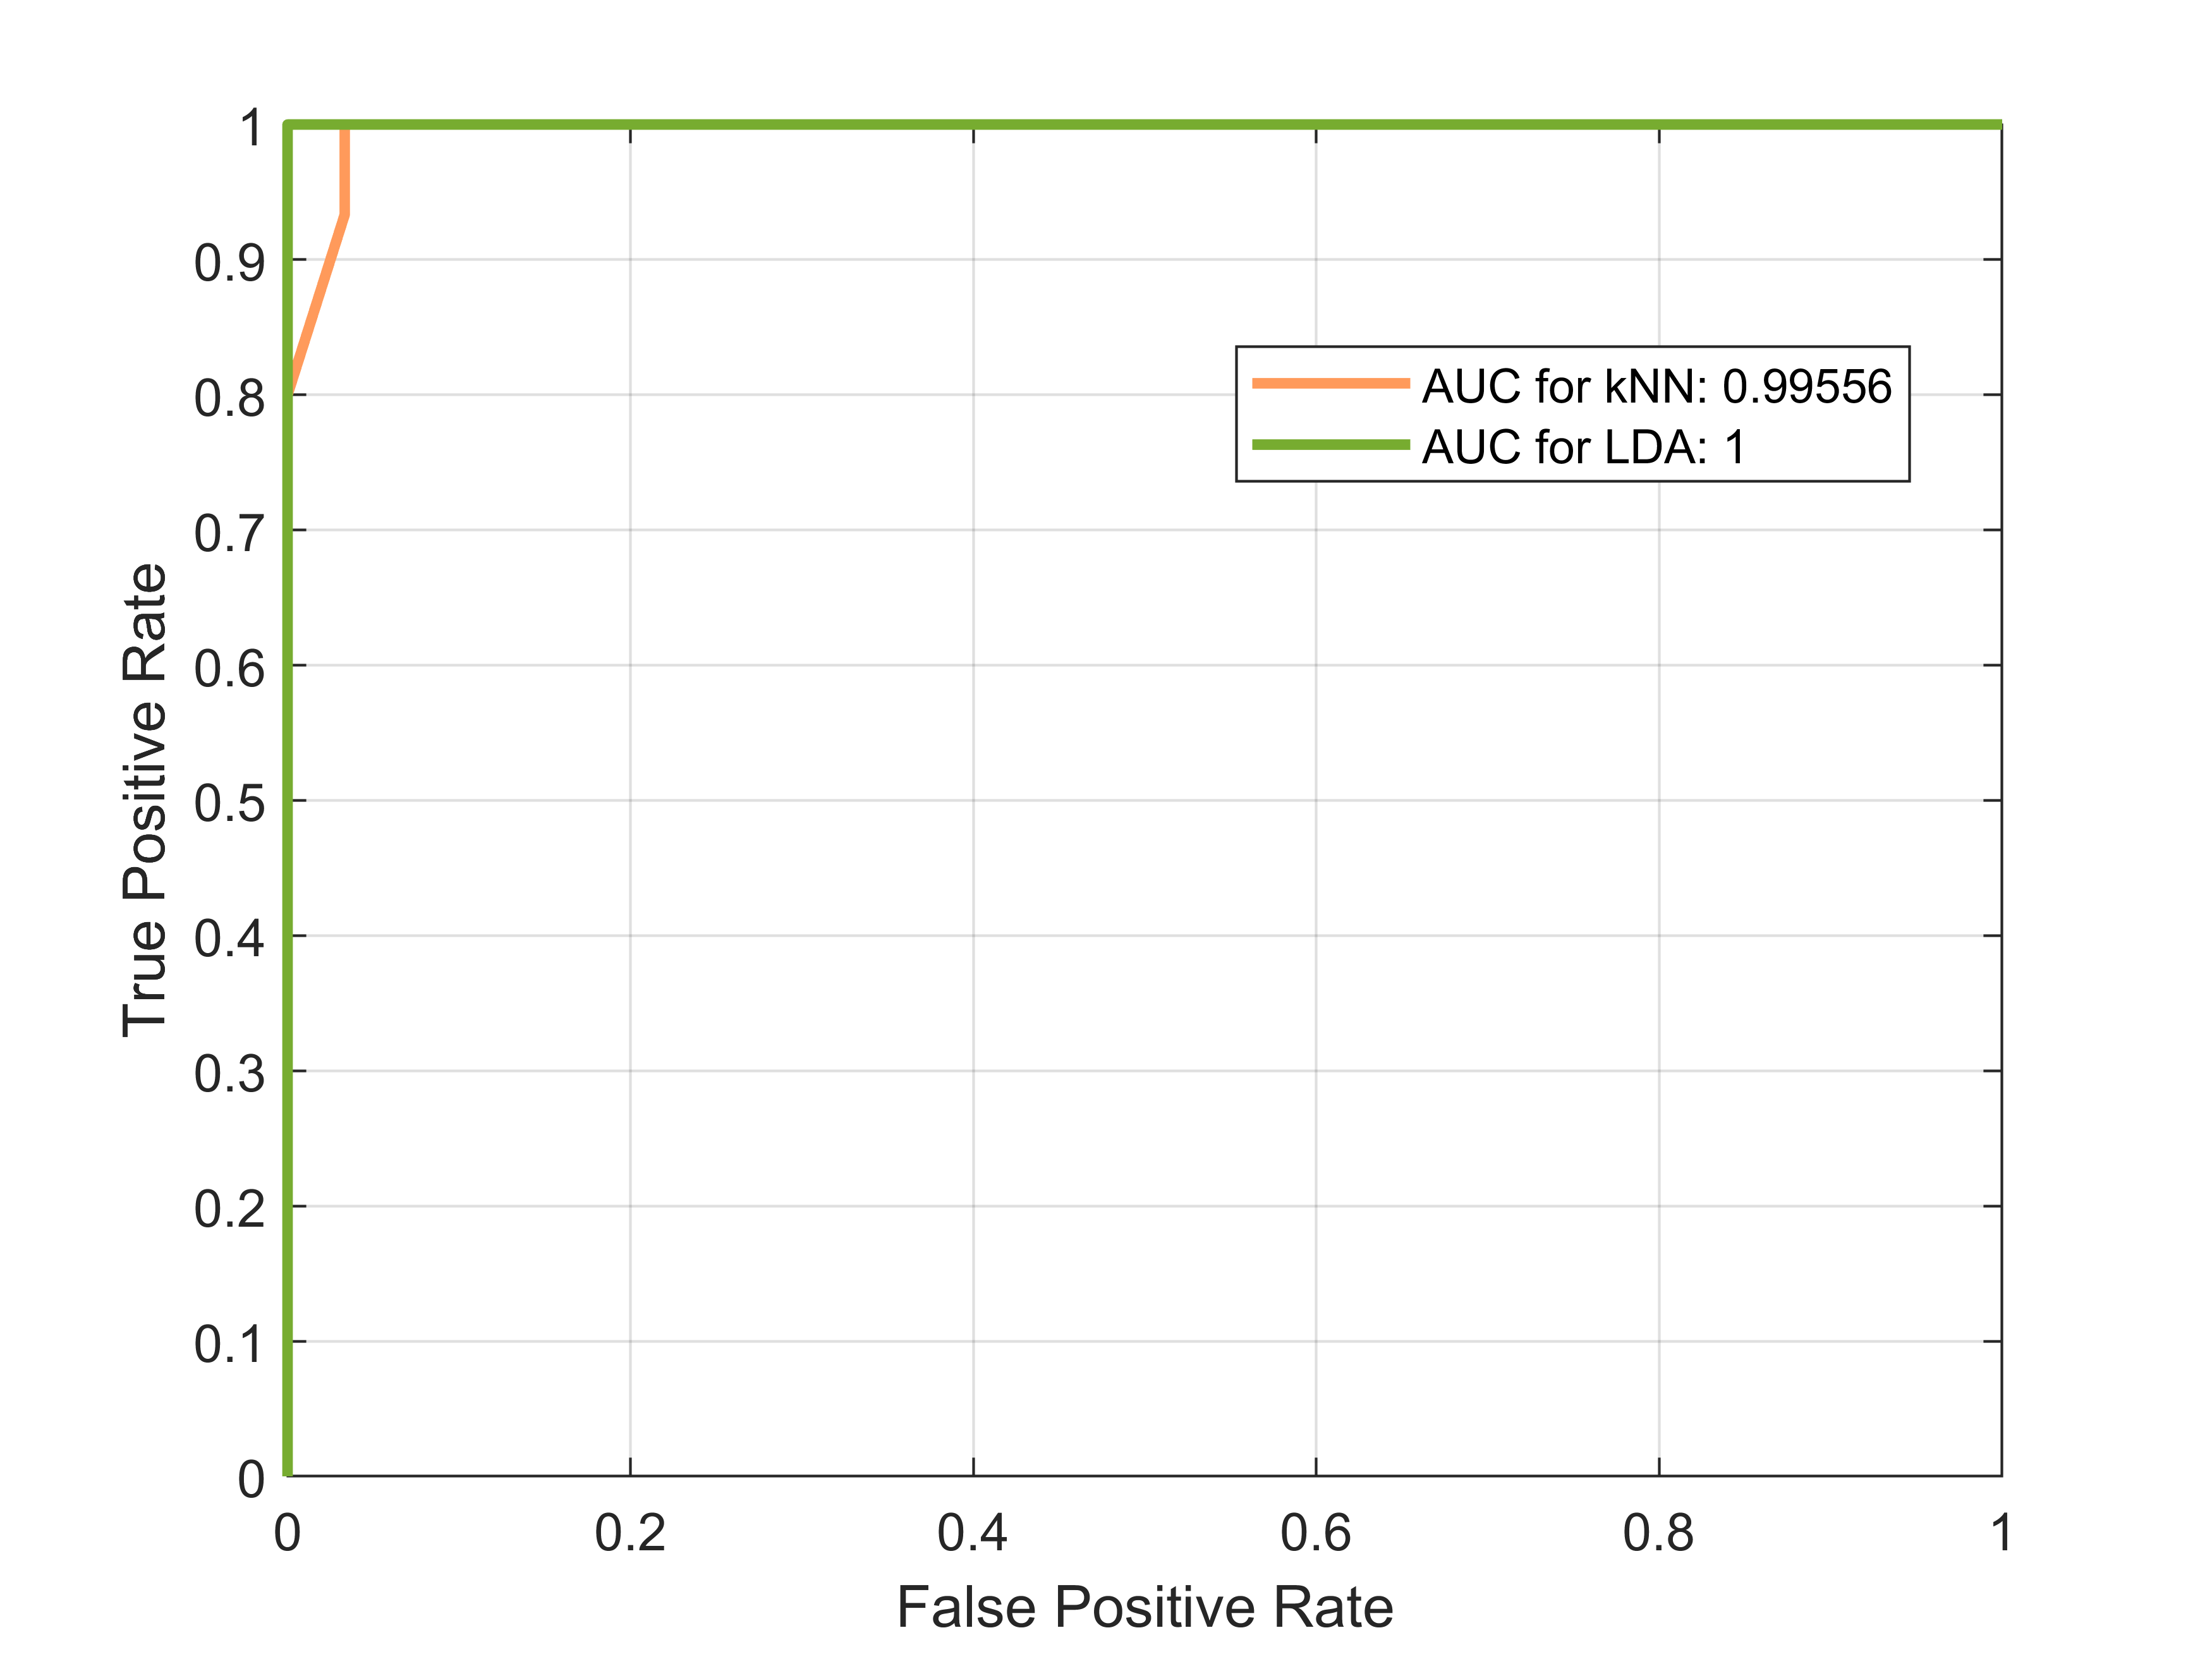 1
0.9
0.8
0.7
0.6
0.5
0.4
0.3
0.2
0.1
0
True Positive Rate
AUC for kNN: 0.99556
AUC for LDA: 1
0 0.2 0.4 0.6 0.8 1
False Positive Rate